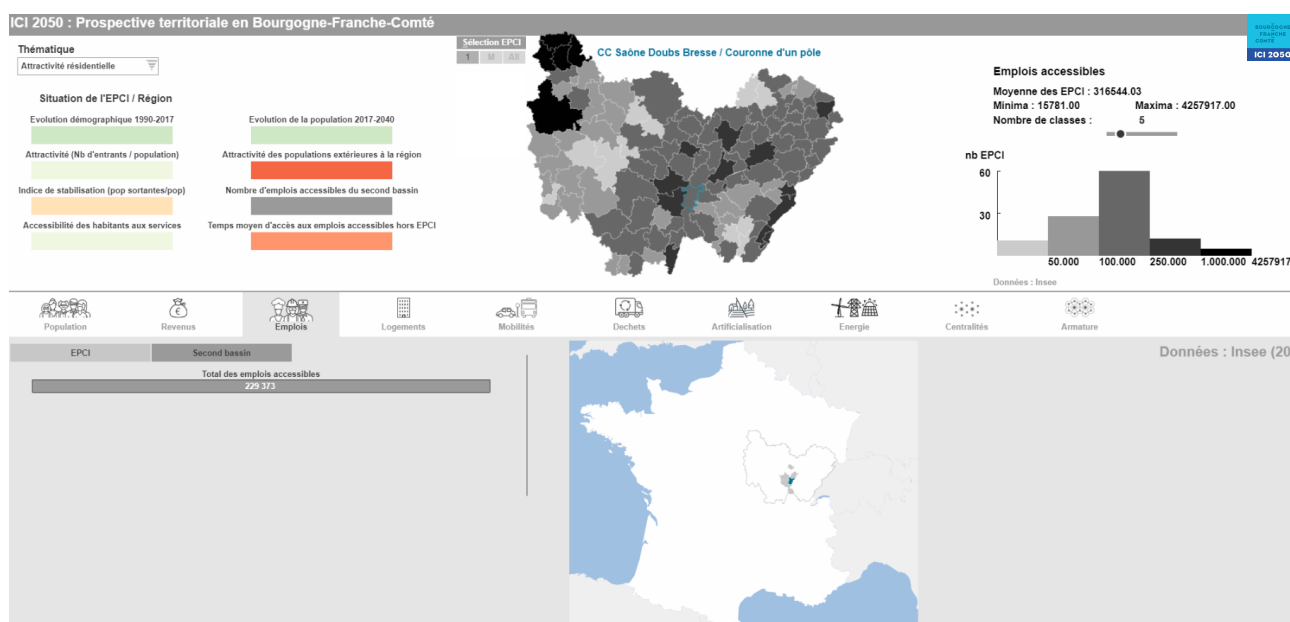 ICI 2050 : Prospective territoriale en Bourgogne-Franche-Comté
Thématique
Attractivité résidentielle
Situation de l'EPCI / Région
Evolution démographique 1990-2017
Evolution de la population 2017-2040
Attractivité (Nb d'entrants / population)
Attractivité des populations extérieures à la région
Indice de stabilisation (pop sortantes/pop)
Nombre d'emplois accessibles du second bassin
Accessibilité des habitants aux services
Temps moyen d'accès aux emplois accessibles hors EPCI
Sélection EPCI
1 M All
CC Saône Doubs Bresse / Couronne d'un pôle
BOURGOGNE
FRANCHE
COMTÉ
ICI 2050
Emplois accessibles
Moyenne des EPCI : 316544.03
Minima : 15781.00 Maxima : 4257917.00
Nombre de classes : 5
nb EPCI
60
30
50.000 100.000 250.000 1.000.000 4257917
Données : Insee
Population
Revenus
Emplois
Logements
Mobilités
Dechets
Artificialisation
Energie
Centralités
Armature
EPCI
Second bassin
Total des emplois accessibles
229 373
Données : Insee (20